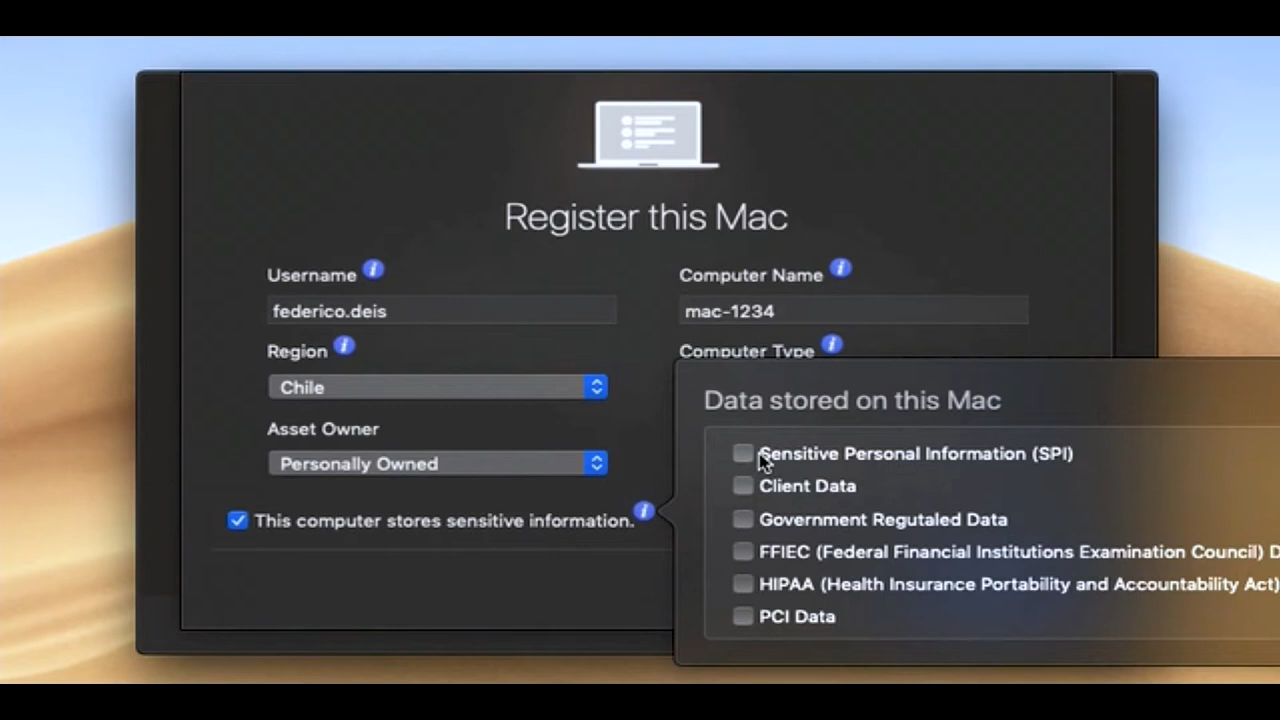 Register this Mac
Username
Computer Name
federico.deis
mac-1234
Region
Computer Type
Chile
Asset Owner
Personally Owned
This computer stores sensitive information.
Data stored on this Mac
Sensitive Personal Information (SPI)
Client Data
Government Regutaled Data
FFIEC (Federal Financial Institutions Examination Council) D
HIPAA (Health Insurance Portability and Accountability Act)
PCI Data